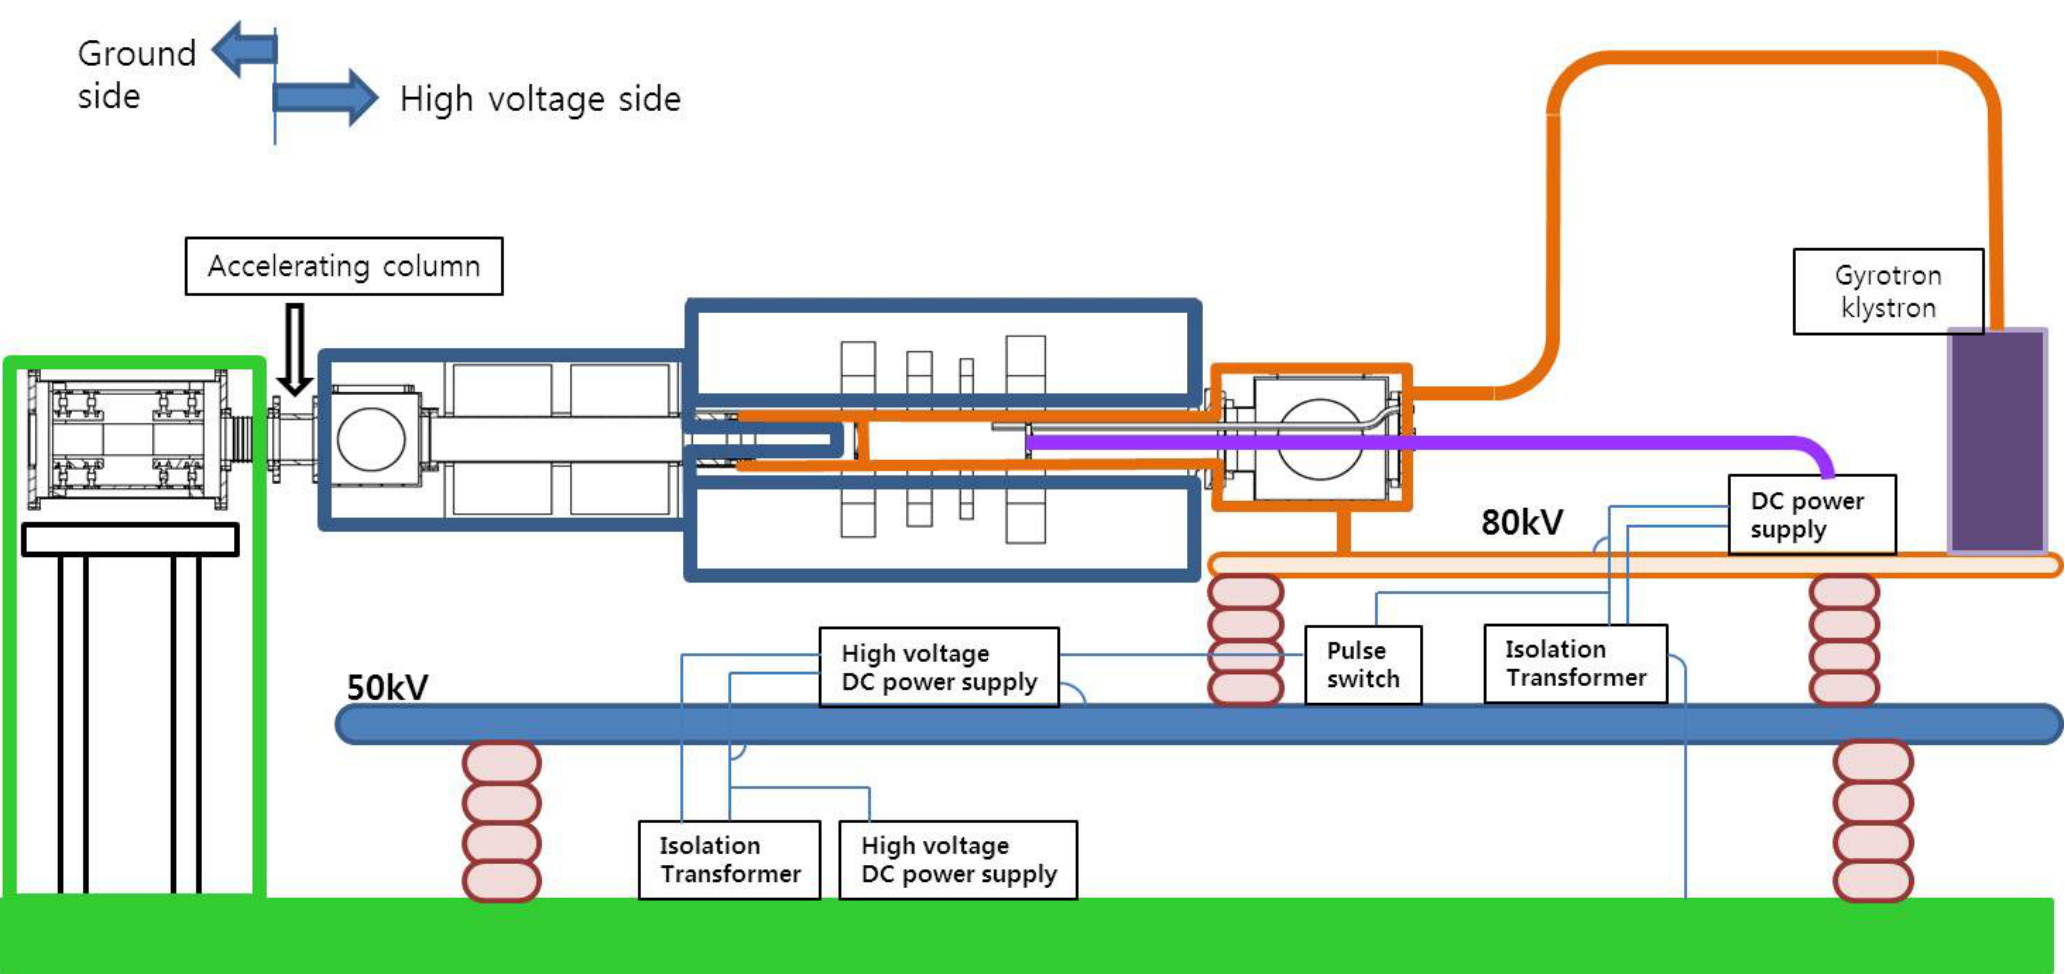 Ground
side
High voltage side
Accelerating column
Gyrotron
klystron
DC power
supply
80kV
High voltage
DC power supply
Pulse
switch
Isolation
Transformer
50kV
Isolation
Transformer
High voltage
DC power supply